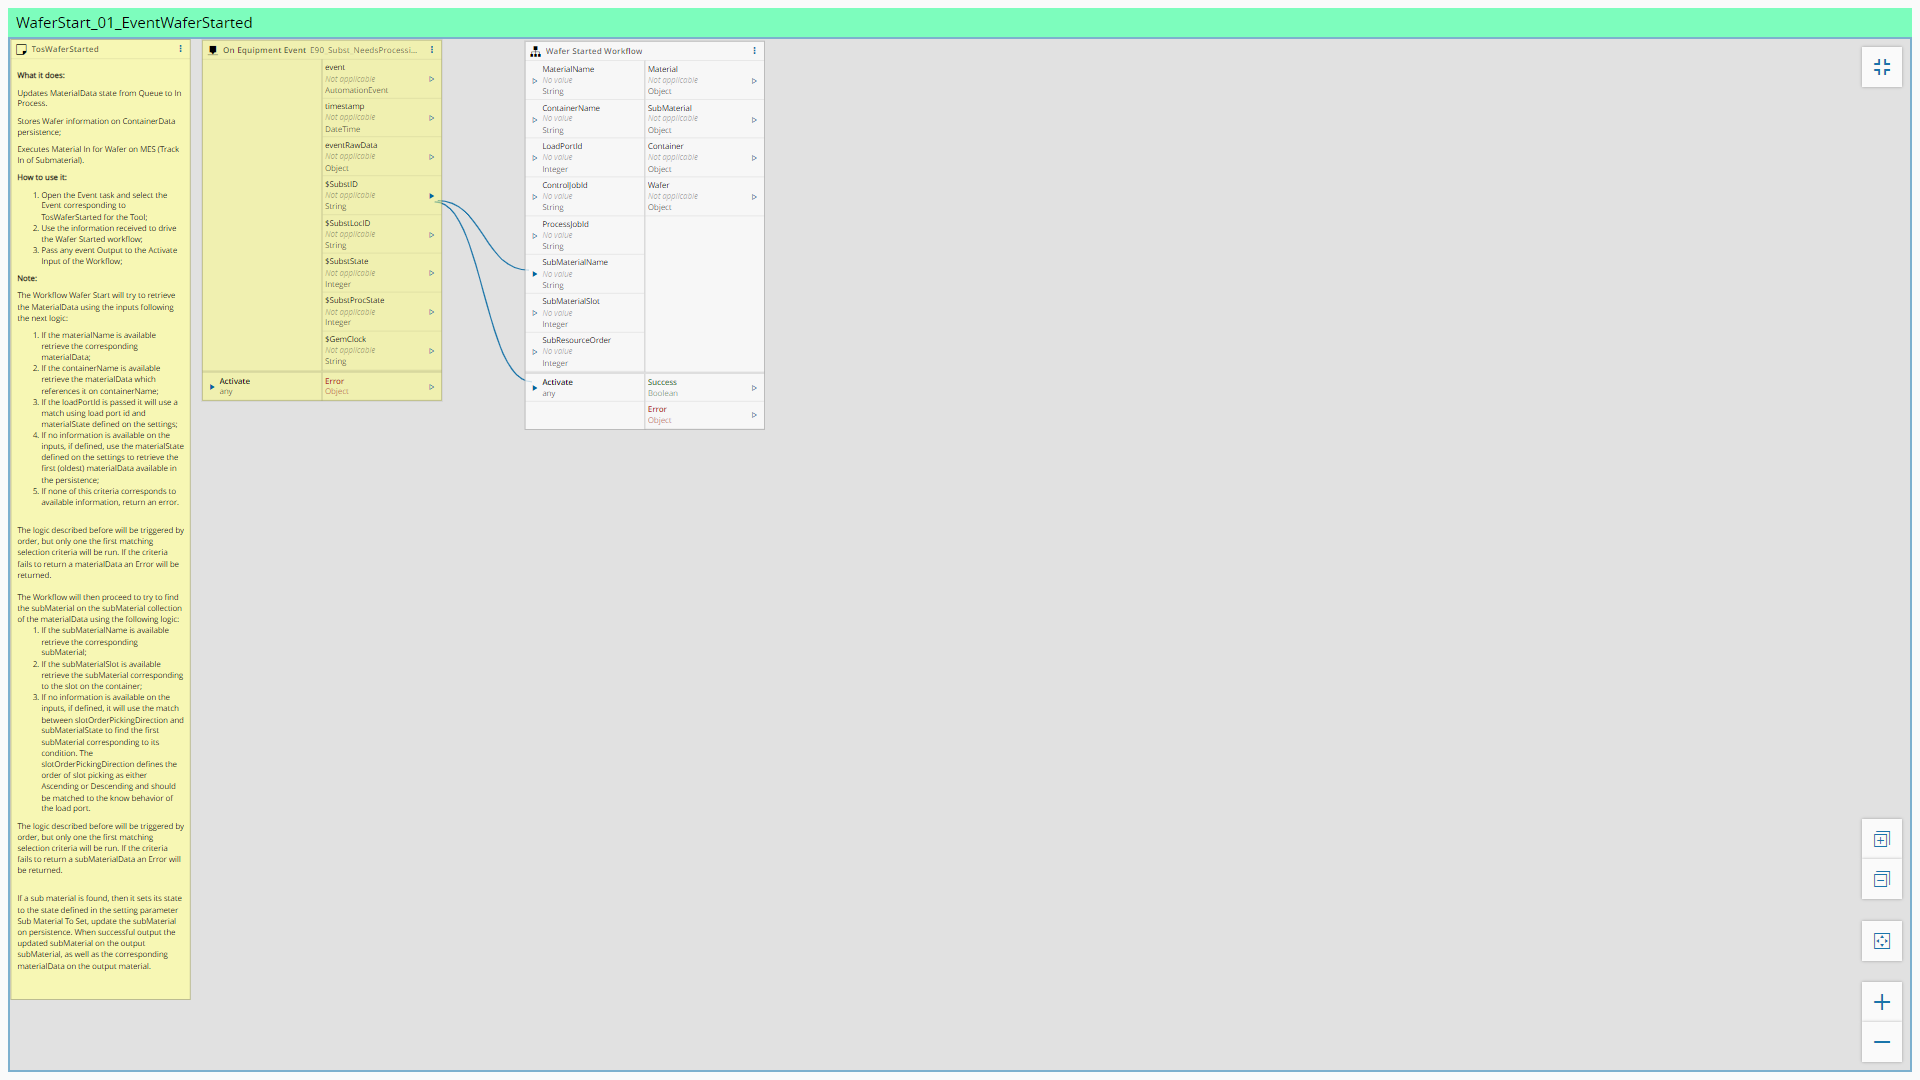 WaferStart_01_EventWaferStarted
TosWaferStarted
What it does:
Updates MaterialData state from Queue to In
Process.
Stores Wafer information on ContainerData
persistence;
Executes Material In for Wafer on MES (Track
In of Submaterial).
How to use it:
1. Open the Event task and select the
Event corresponding to
TosWaferStarted for the Tool;
2. Use the information received to drive
the Wafer Started workflow;
3. Pass any event Output to the Activate
Input of the Workflow;
Note:
The Workflow Wafer Start will try to retrieve
the MaterialData using the inputs following
the next logic:
1. If the materialName is available
retrieve the corresponding
materialData;
2. If the containerName is available
retrieve the materialData which
references it on containerName;
3. If the loadPortId is passed it will use a
match using load port id and
materialState defined on the settings;
4. If no information is available on the
inputs, if defined, use the materialState
defined on the settings to retrieve the
first (oldest) materialData available in
the persistence;
5. If none of this criteria corresponds to
available information, return an error.
The logic described before will be triggered by
order, but only one the first matching
selection criteria will be run. If the criteria
fails to return a materialData an Error will be
returned.
The Workflow will then proceed to try to find
the subMaterial on the subMaterial collection
of the materialData using the following logic:
1. If the subMaterialName is available
retrieve the corresponding
subMaterial;
2. If the subMaterialSlot is available
retrieve the subMaterial corresponding
to the slot on the container;
3. If no information is available on the
inputs, if defined, it will use the match
between slotOrderPickingDirection and
subMaterialState to find the first
subMaterial corresponding to its
condition. The
slotOrderPickingDirection defines the
order of slot picking as either
Ascending or Descending and should
be matched to the know behavior of
the load port.
The logic described before will be triggered by
order, but only one the first matching
selection criteria will be run. If the criteria
fails to return a subMaterialData an Error will
be returned.
If a sub material is found, then it sets its state
to the state defined in the setting parameter
Sub Material To Set, update the subMaterial
on persistence. When successful output the
updated subMaterial on the output
subMaterial, as well as the corresponding
materialData on the output material.
On Equipment Event E90_Subst_NeedsProcessi...
event
Not applicable
AutomationEvent
timestamp
Not applicable
DateTime
eventRawData
Not applicable
Object
$SubstID
Not applicable
String
$SubstLocID
Not applicable
String
$SubstState
Not applicable
Integer
$SubstProcState
Not applicable
Integer
$GemClock
Not applicable
String
Activate
any
Error
Object
Wafer Started Workflow
MaterialName
No value
String
ContainerName
No value
String
LoadPortId
No value
Integer
ControlJobId
No value
String
ProcessJobId
No value
String
SubMaterialName
No value
String
SubMaterialSlot
No value
Integer
SubResourceOrder
No value
Integer
Material
Not applicable
Object
SubMaterial
Not applicable
Object
Container
Not applicable
Object
Wafer
Not applicable
Object
Activate
any
Success
Boolean
Error
Object